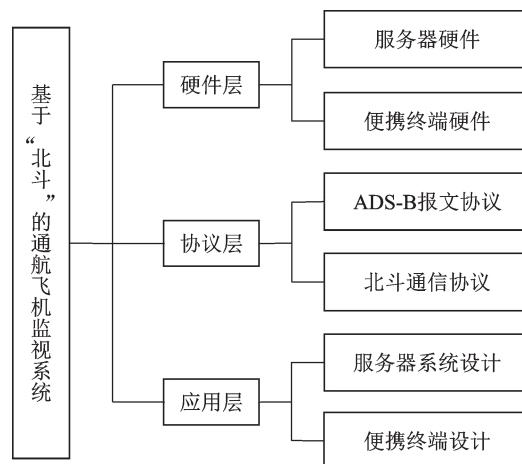 基于“北斗”的通航飞机监视系统
硬件层
服务器硬件
便携终端硬件
协议层
ADS-B报文协议
北斗通信协议
应用层
服务器系统设计
便携终端设计